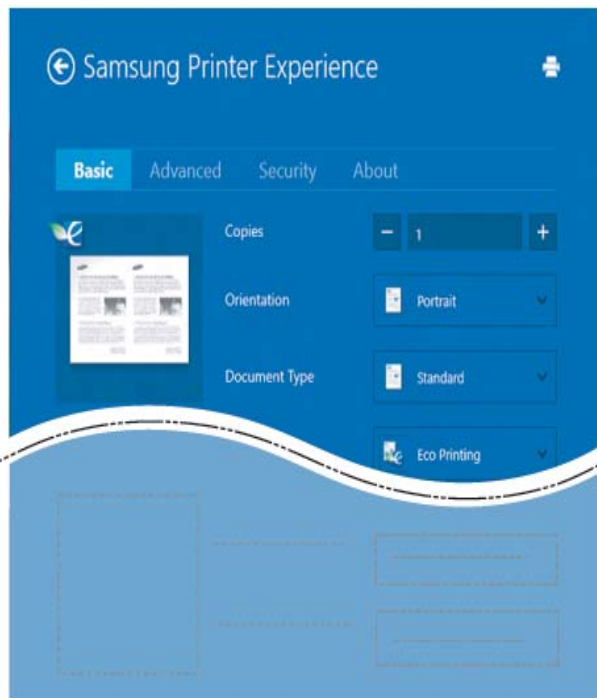 Samsung Printer Experience
Basic Advanced Security About
Copies 1
Orientation Portrait
Document Type Standard
Eco Printing